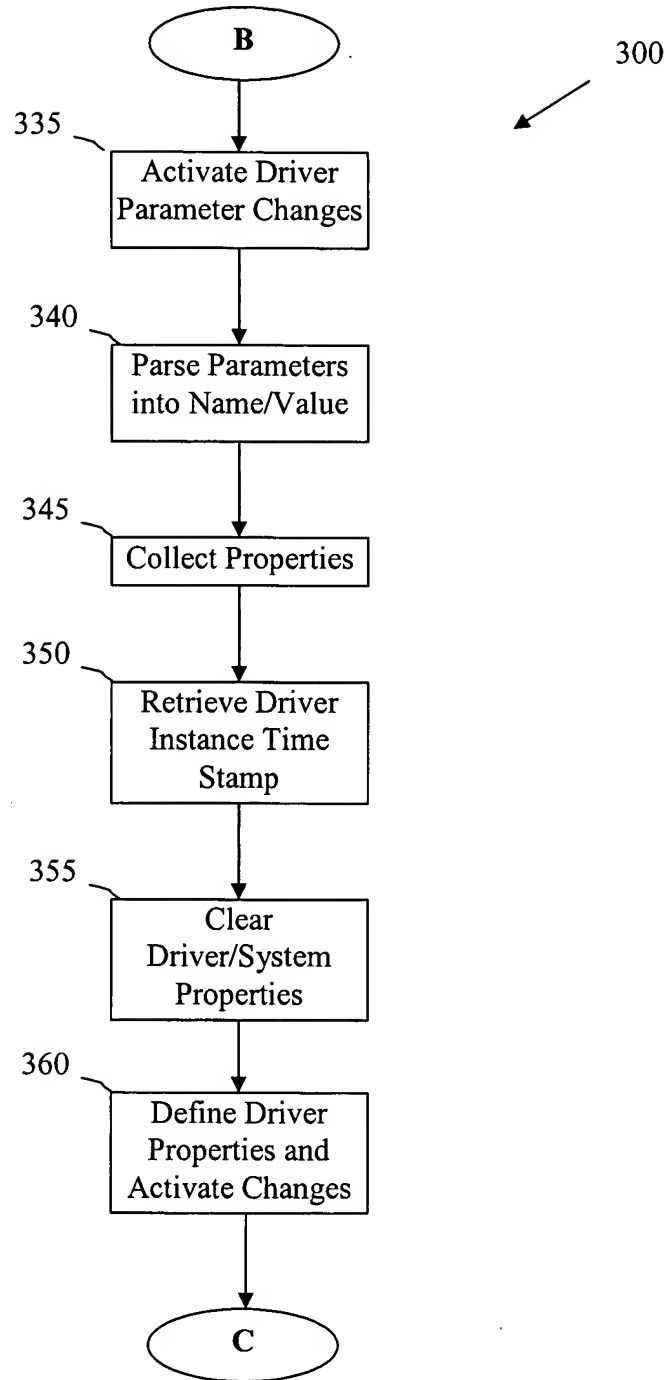 B
300
335
Activate Driver
Parameter Changes
340
Parse Parameters
into Name/Value
345
Collect Properties
350
Retrieve Driver
Instance Time
Stamp
355
Clear
Driver/System
Properties
360
Define Driver
Properties and
Activate Changes
C